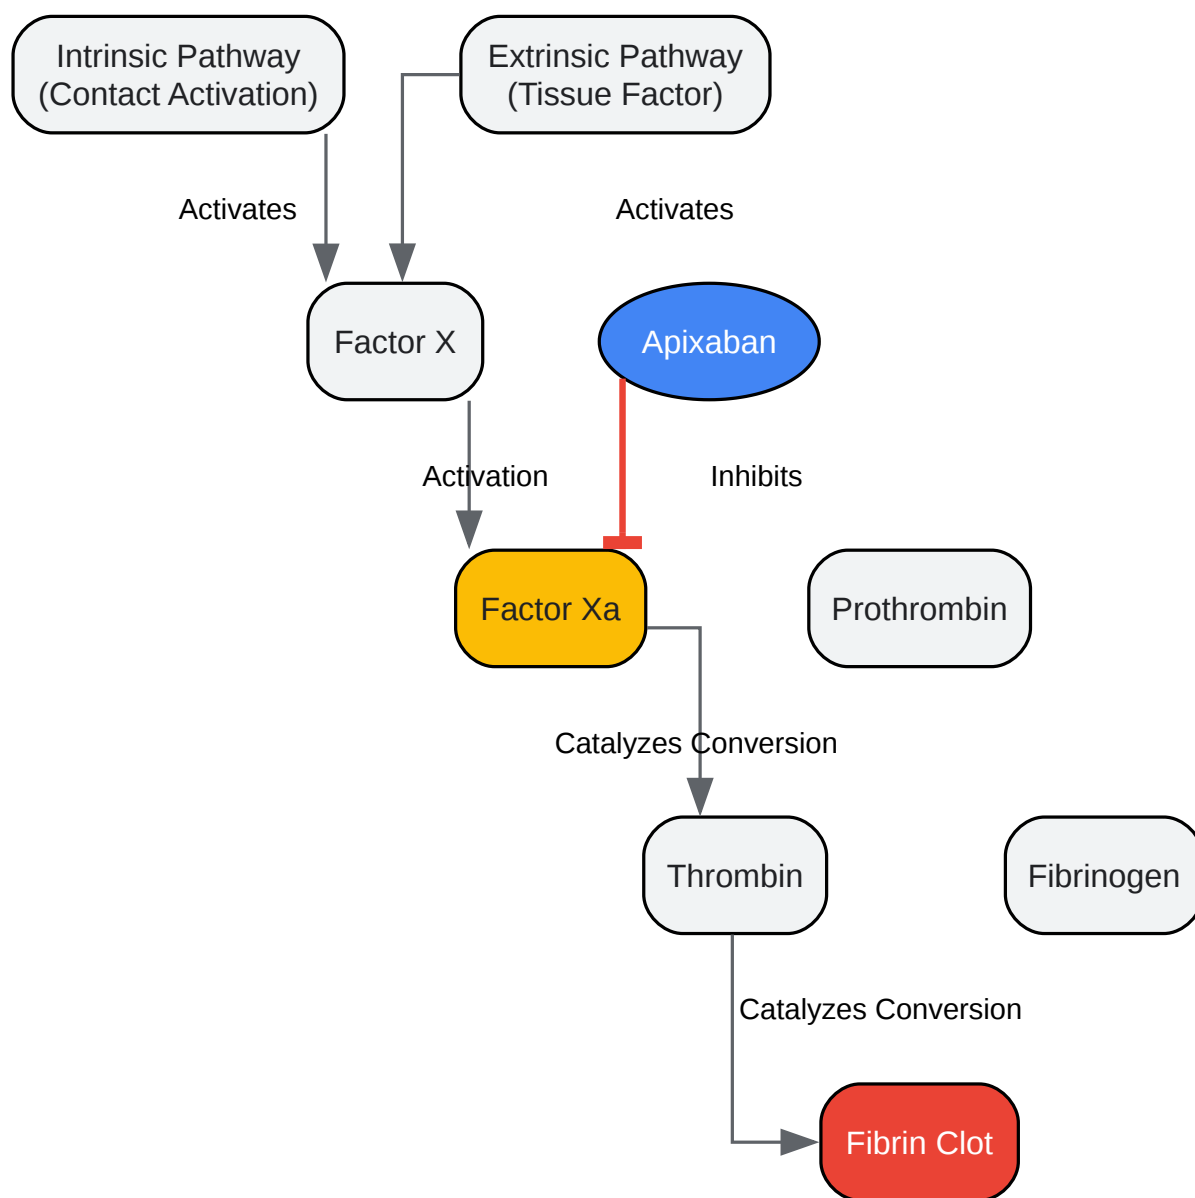 Intrinsic Pathway
(Contact Activation)
Extrinsic Pathway
(Tissue Factor)
Activates
Activates
Factor X
Apixaban
Activation
Inhibits
Factor Xa
Prothrombin
Catalyzes Conversion
Thrombin
Fibrinogen
Catalyzes Conversion
Fibrin Clot